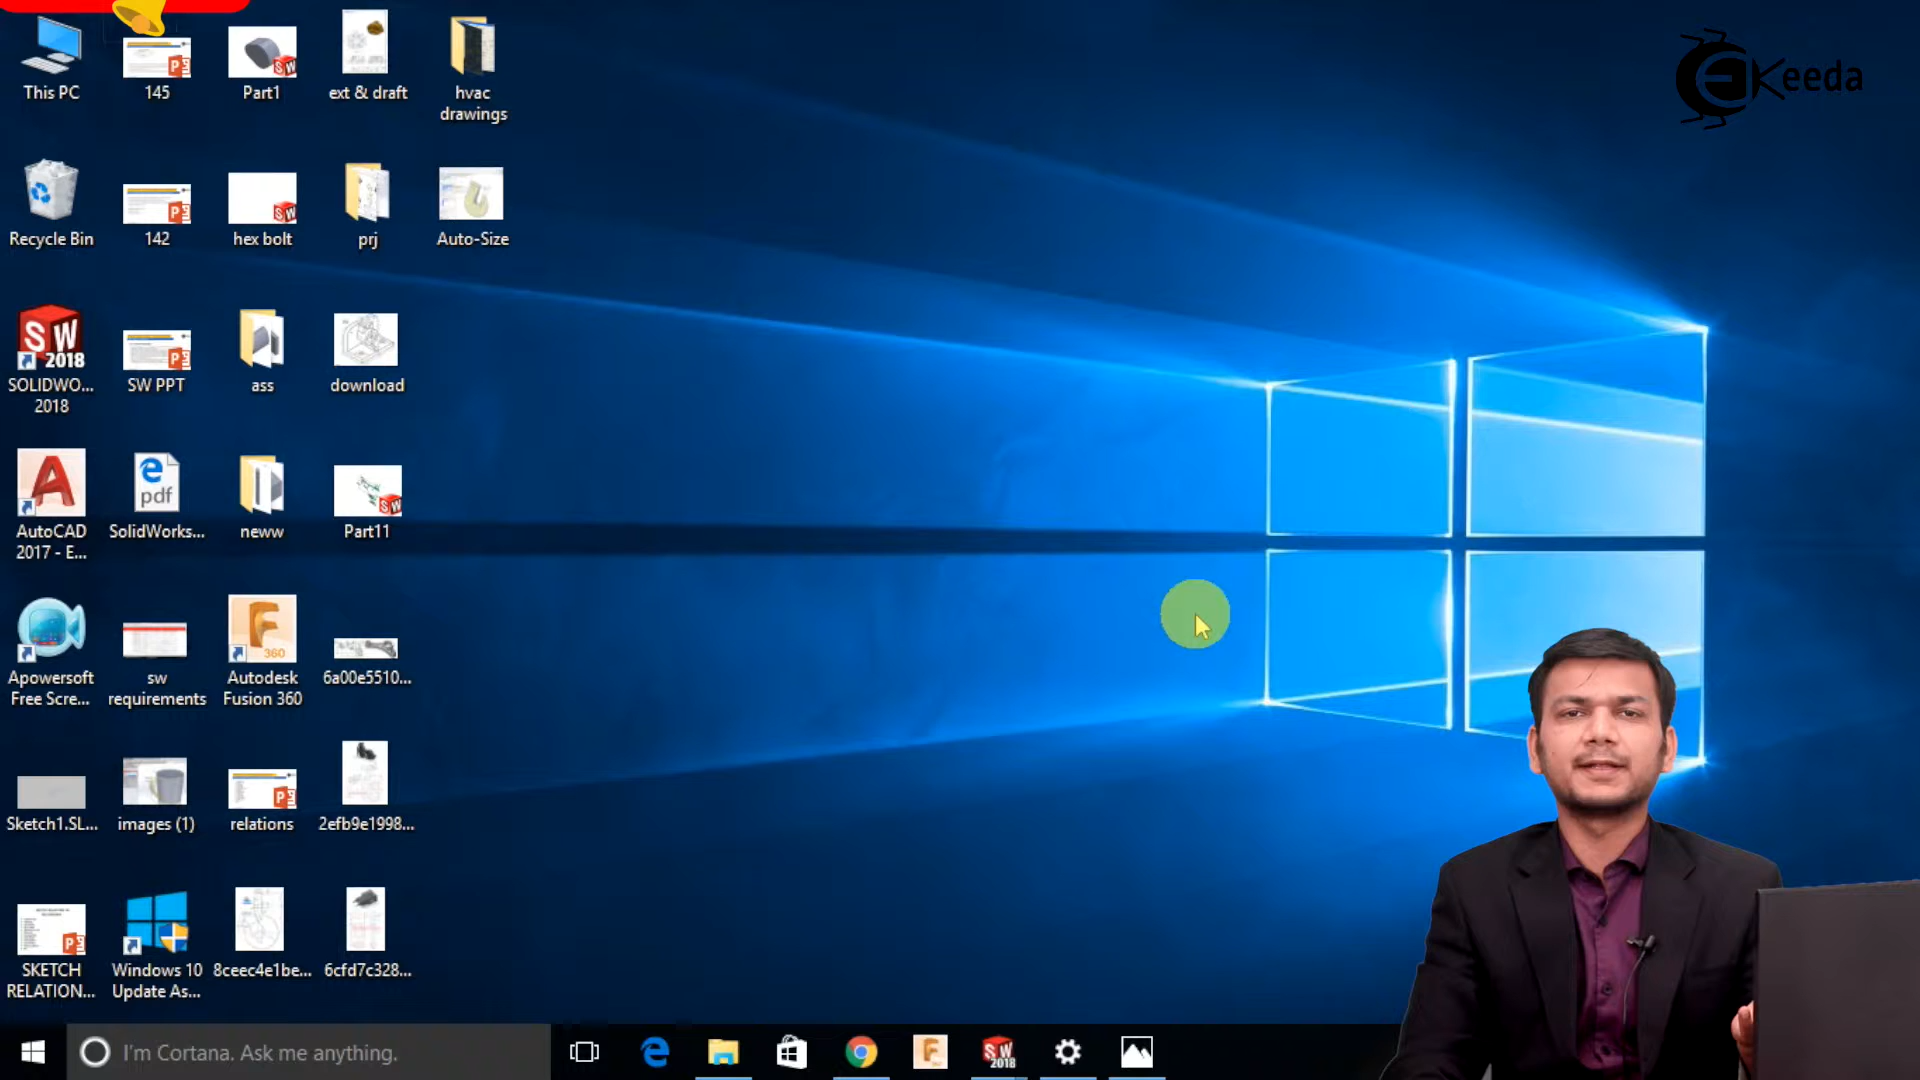 This PC
145
Part1
ext & draft
hvac
drawings
Keeda
Recycle Bin
142
hex bolt
prj
Auto-Size
SW
2018
SOLIDWO...
2018
SW PPT
ass
download
AutoCAD
2017 - E...
pdf
SolidWorks...
neww
Part11
Apowersoft
Free Scre...
sw
requirements
360
Autodesk
Fusion 360
6a00e5510...
Sketch1.SL...
images (1)
relations
2efb9e1998...
SKETCH
RELATION...
Windows 10
Update As...
8ceec4e1be...
6cfd7c328...
I'm Cortana. Ask me anything.
SW
2018